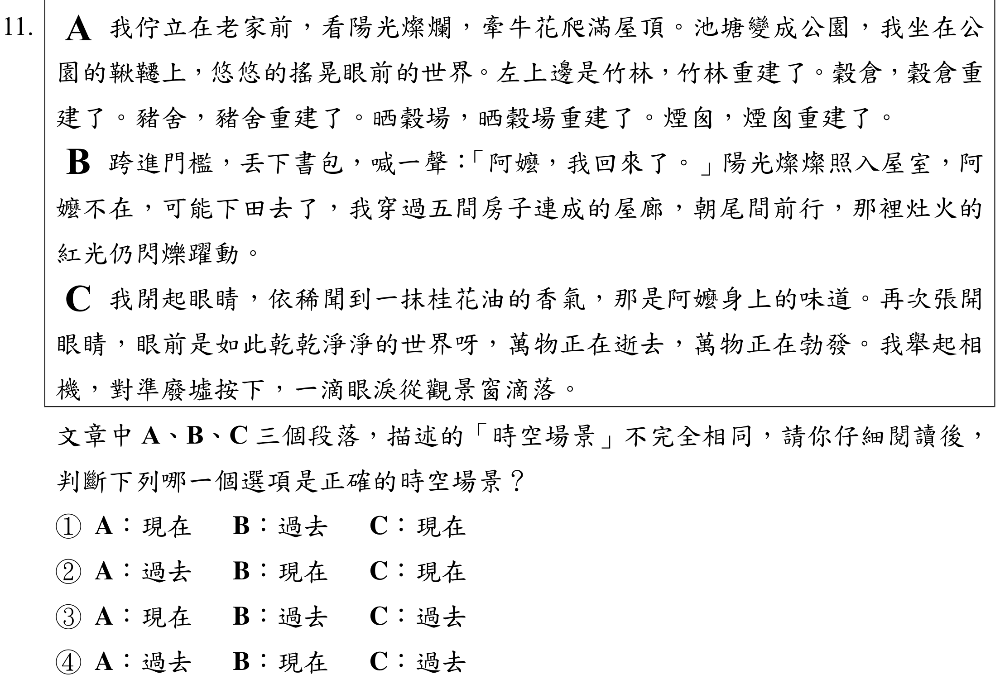 11. A 我佇立在老家前，看陽光燦爛，牽牛花爬滿屋頂。池塘變成公園，我坐在公
園的鞦韆上，悠悠的搖晃眼前的世界。左上邊是竹林，竹林重建了。穀倉，穀倉重
建了。豬舍，豬舍重建了。晒穀場，晒穀場重建了。煙囪，煙囪重建了。
B 跨進門檻，丟下書包，喊一聲：「阿嬤，我回來了。」陽光燦燦照入屋室，阿
嬤不在，可能下田去了，我穿過五間房子連成的屋廊，朝尾間前行，那裡灶火的
紅光仍閃爍躍動。
C 我閉起眼睛，依稀聞到一抹桂花油的香氣，那是阿嬤身上的味道。再次張開
眼睛，眼前是如此乾乾淨淨的世界呀，萬物正在逝去，萬物正在勃發。我舉起相
機，對準廢墟按下，一滴眼淚從觀景窗滴落。
文章中 A、B、C 三個段落，描述的「時空場景」不完全相同，請你仔細閱讀後，
判斷下列哪一個選項是正確的時空場景？
① A：現在 B：過去 C：現在
② A：過去 B：現在 C：現在
③ A：現在 B：過去 C：過去
④ A：過去 B：現在 C：過去